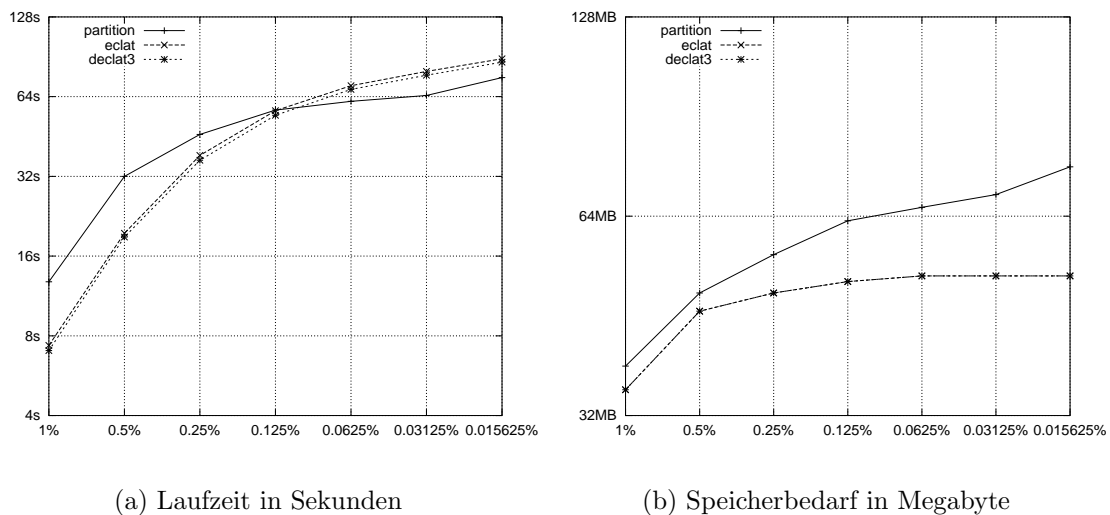 128s
64s
32s
16s
8s
4s
1%
0.5%
0.25%
0.125%
0.0625%
0.03125%
0.015625%
partition
eclat
declat3
(a) Laufzeit in Sekunden
128MB
64MB
32MB
1%
0.5%
0.25%
0.125%
0.0625%
0.03125%
0.015625%
partition
eclat
declat3
(b) Speicherbedarf in Megabyte